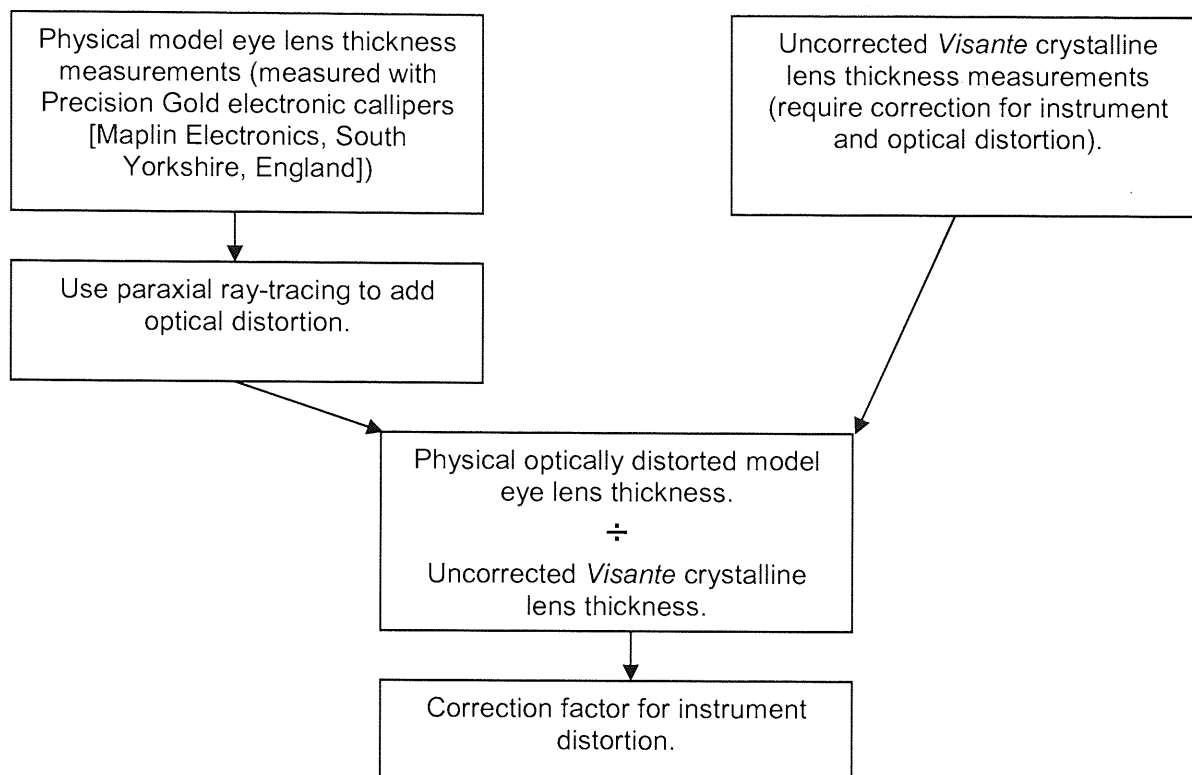 Physical model eye lens thickness
measurements (measured with
Precision Gold electronic callipers
[Maplin Electronics, South
Yorkshire, England])
Uncorrected Visante crystalline
lens thickness measurements
(require correction for instrument
and optical distortion).
Use paraxial ray-tracing to add
optical distortion.
Physical optically distorted model
eye lens thickness.
÷
Uncorrected Visante crystalline
lens thickness.
Correction factor for instrument
distortion.